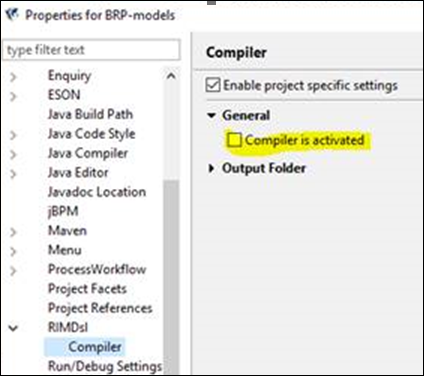 Properties for BRP-models
type filter text
Enquiry
ESON
Java Build Path
Java Code Style
Java Compiler
Java Editor
Javadoc Location
jBPM
Maven
Menu
ProcessWorkflow
Project Facets
Project References
RIMDsl
Compiler
Run/Debug Settings
Compiler
Enable project specific settings
General
Compiler is activated
Output Folder